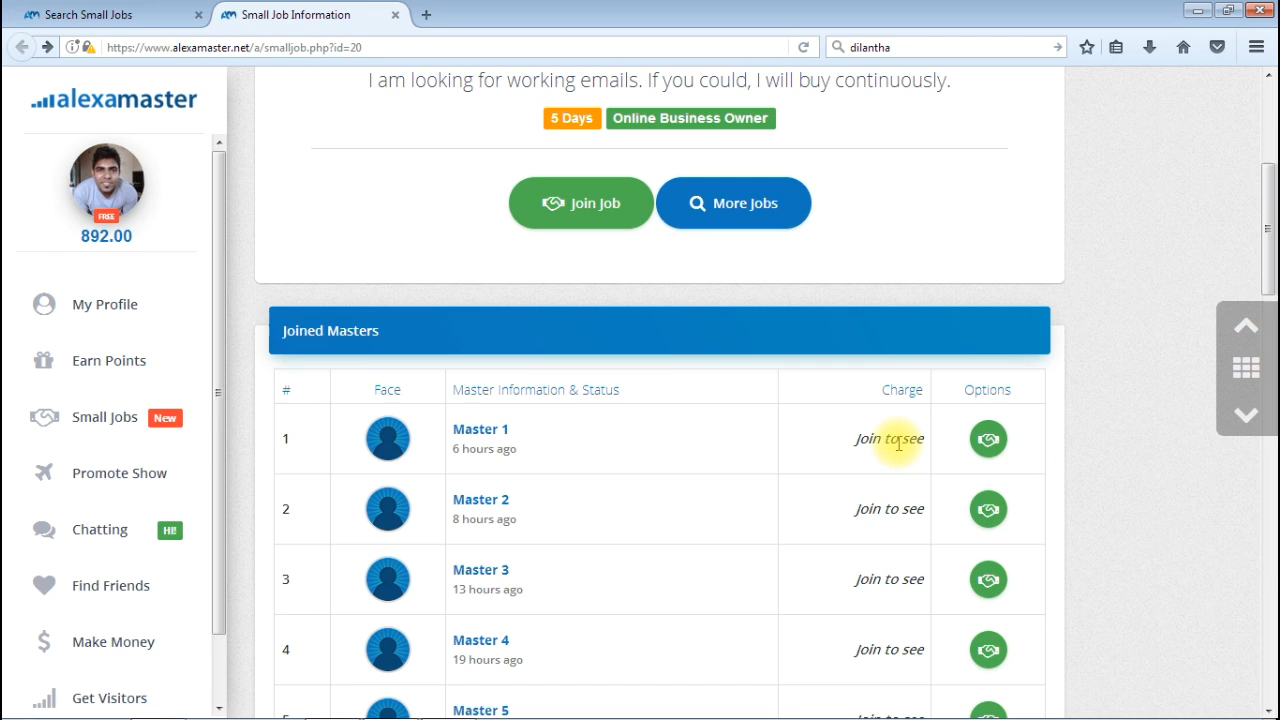 Search Small Jobs
Small Job Information
https://www.alexamaster.net/a/smalljob.php?id=20
dilantha
alexamaster
FREE
892.00
My Profile
Earn Points
Small Jobs New
Promote Show
Chatting HI!
Find Friends
Make Money
Get Visitors
I am looking for working emails. If you could, I will buy continuously.
5 Days Online Business Owner
Join Job More Jobs
Joined Masters
# Face Master Information & Status Charge Options
1 Master 1 Join to see
6 hours ago
2 Master 2 Join to see
8 hours ago
3 Master 3 Join to see
13 hours ago
4 Master 4 Join to see
19 hours ago
Master 5
Join to see